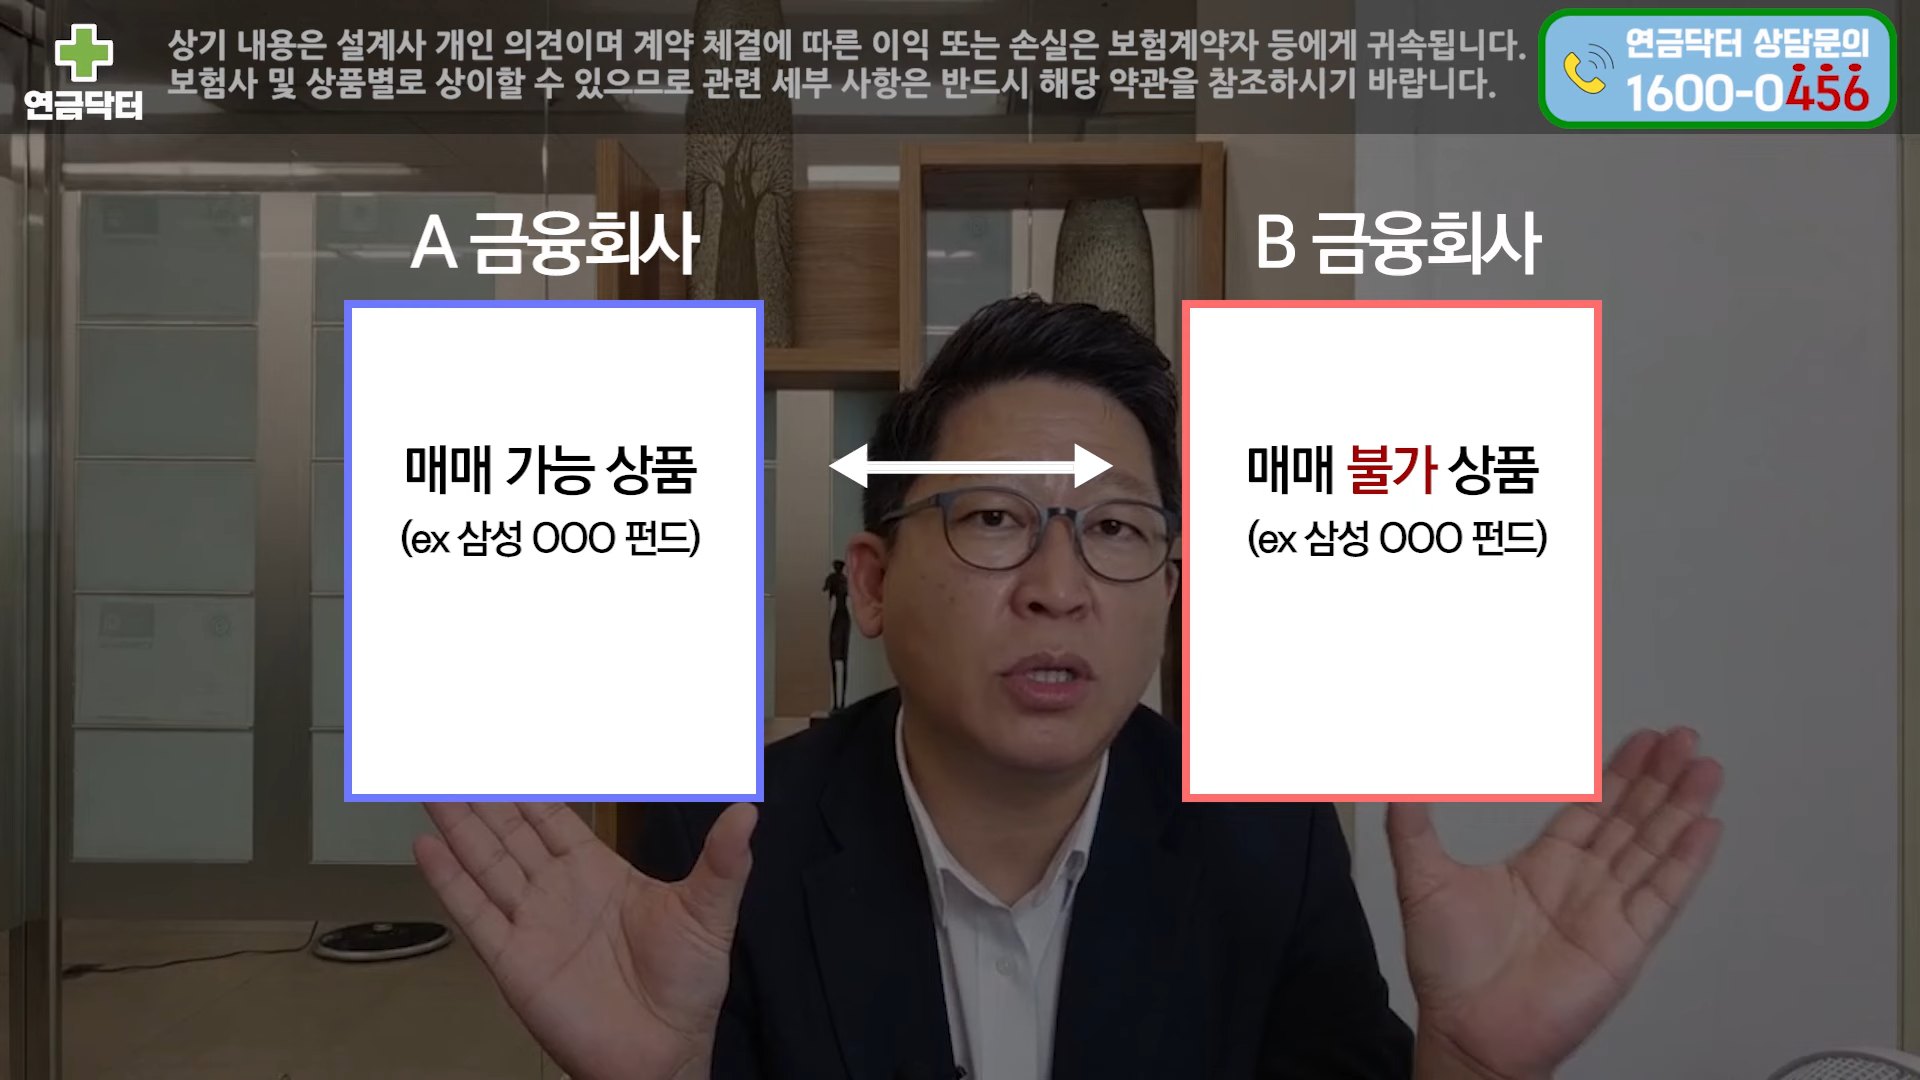 연금닥터
상기 내용은 설계사 개인 의견이며 계약 체결에 따른 이익 또는 손실은 보험계약자 등에게 귀속됩니다.
보험사 및 상품별로 상이할 수 있으므로 관련 세부 사항은 반드시 해당 약관을 참조하시기 바랍니다.
연금닥터 상담문의
1600-0456
A 금융회사
매매 가능 상품
(ex 삼성 OOO 펀드)
B 금융회사
매매 불가 상품
(ex 삼성 OOO 펀드)